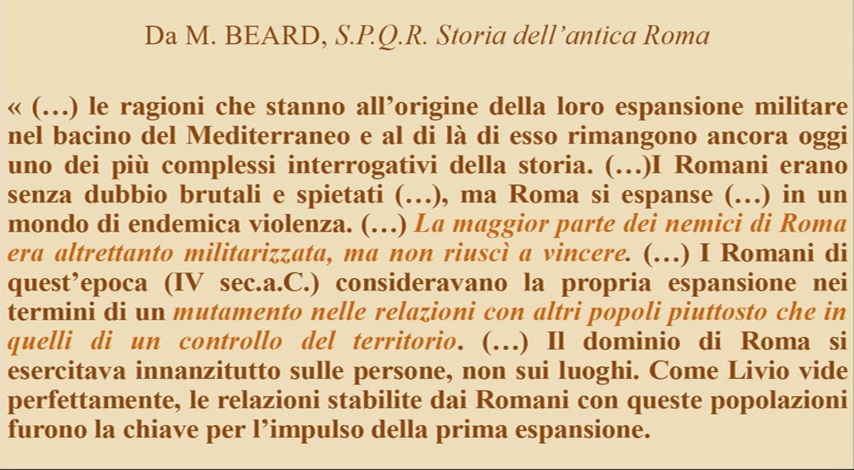 Da M. BEARD, S.P.Q.R. Storia dell’antica Roma
« (…) le ragioni che stanno all’origine della loro espansione militare
nel bacino del Mediterraneo e al di là di esso rimangono ancora oggi
uno dei più complessi interrogativi della storia. (…)I Romani erano
senza dubbio brutali e spietati (…), ma Roma si espanse (…) in un
mondo di endemica violenza. (…) La maggior parte dei nemici di Roma
era altrettanto militarizzata, ma non riuscì a vincere. (…) I Romani di
quest’epoca (IV sec.a.C.) consideravano la propria espansione nei
termini di un mutamento nelle relazioni con altri popoli piuttosto che in
quelli di un controllo del territorio. (…) Il dominio di Roma si
esercitava innanzitutto sulle persone, non sui luoghi. Come Livio vide
perfettamente, le relazioni stabilite dai Romani con queste popolazioni
furono la chiave per l’impulso della prima espansione.